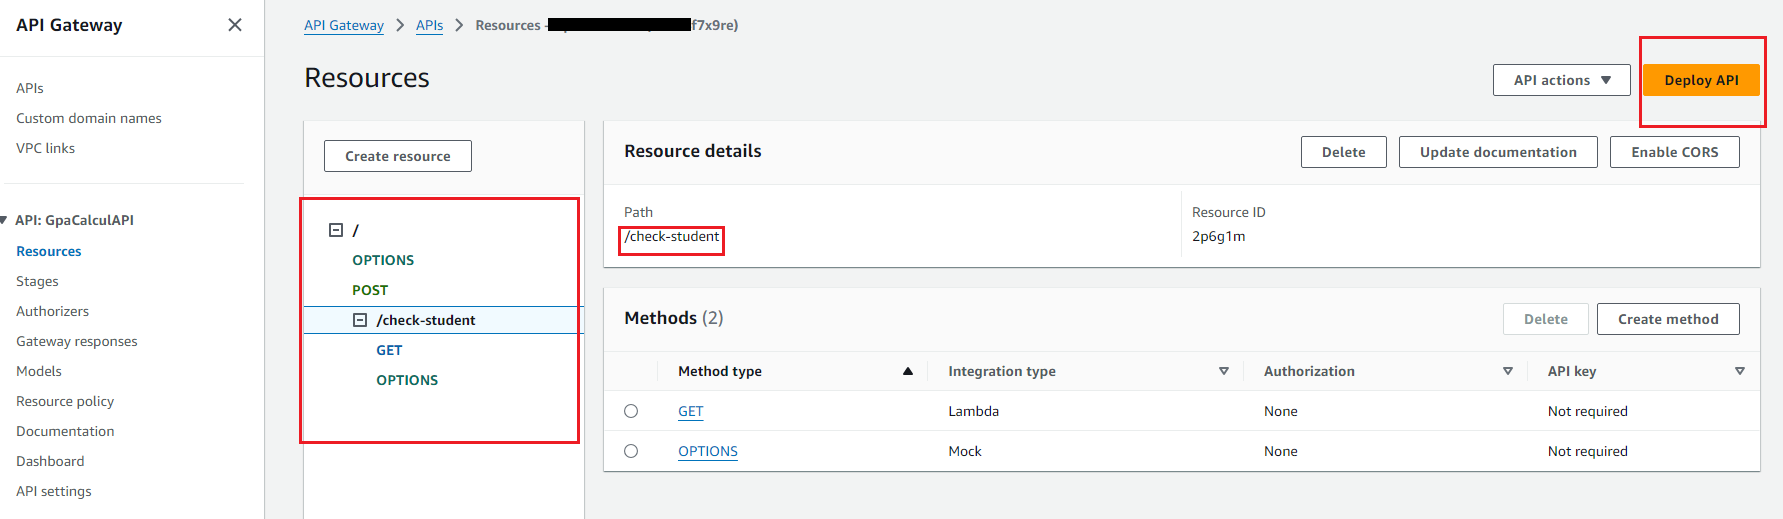 API Gateway
APIs
Custom domain names
VPC links
API: GpaCalculAPI
Resources
Stages
Authorizers
Gateway responses
Models
Resource policy
Documentation
Dashboard
API settings
API Gateway > APIs > Resources - f7x9re)
Resources
API actions
Deploy API
Create resource
/
OPTIONS
POST
/check-student
GET
OPTIONS
Resource details
Delete
Update documentation
Enable CORS
Path
/check-student
Resource ID
2p6g1m
Methods (2)
Delete
Create method
Method type Integration type Authorization API key
GET Lambda None Not required
OPTIONS Mock None Not required